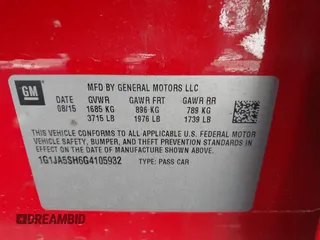 GM
MFD BY GENERAL MOTORS LLC
DATE GVWR GAWR FRT GAWR RR
08/15 1685 KG 896 KG 789 KG
3715 LB 1976 LB 1739 LB
THIS VEHICLE CONFORMS TO ALL APPLICABLE U.S. FEDERAL MOTOR
VEHICLE SAFETY, BUMPER, AND THEFT PREVENTION STANDARDS
IN EFFECT ON THE DATE OF MANUFACTURE SHOWN ABOVE.
1G1JA5SH6G4105932 TYPE: PASS CAR
DREAMBID